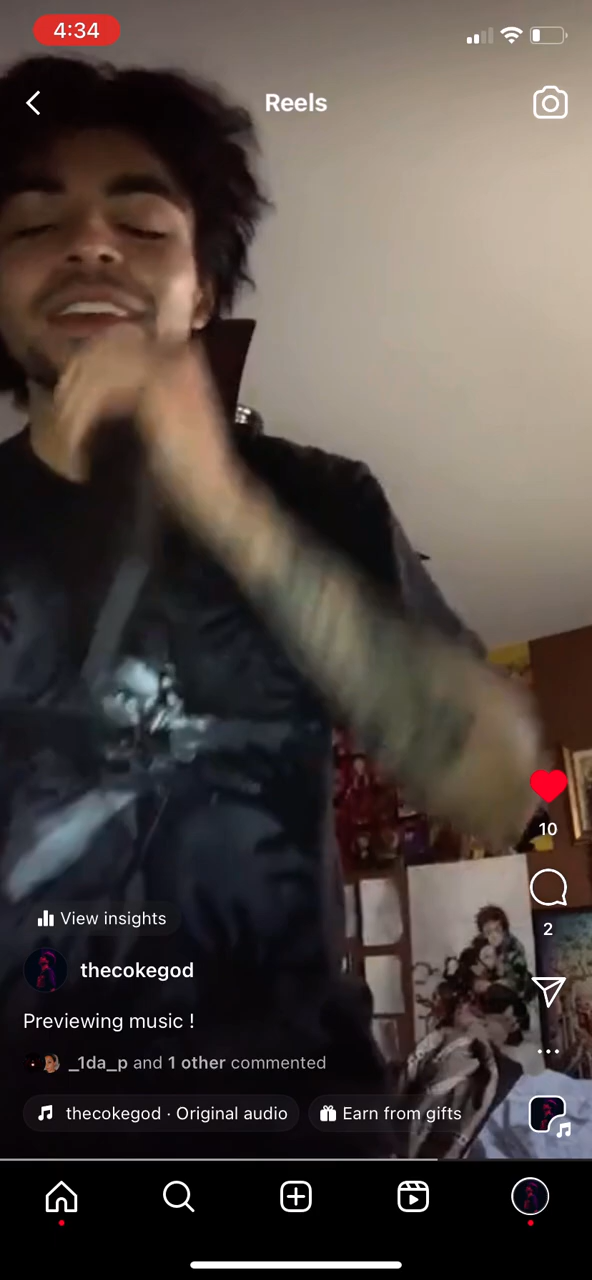 4:34
Reels
10
2
View insights
thecokegod
Previewing music !
_1da_p and 1 other commented
thecokegod · Original audio
Earn from gifts